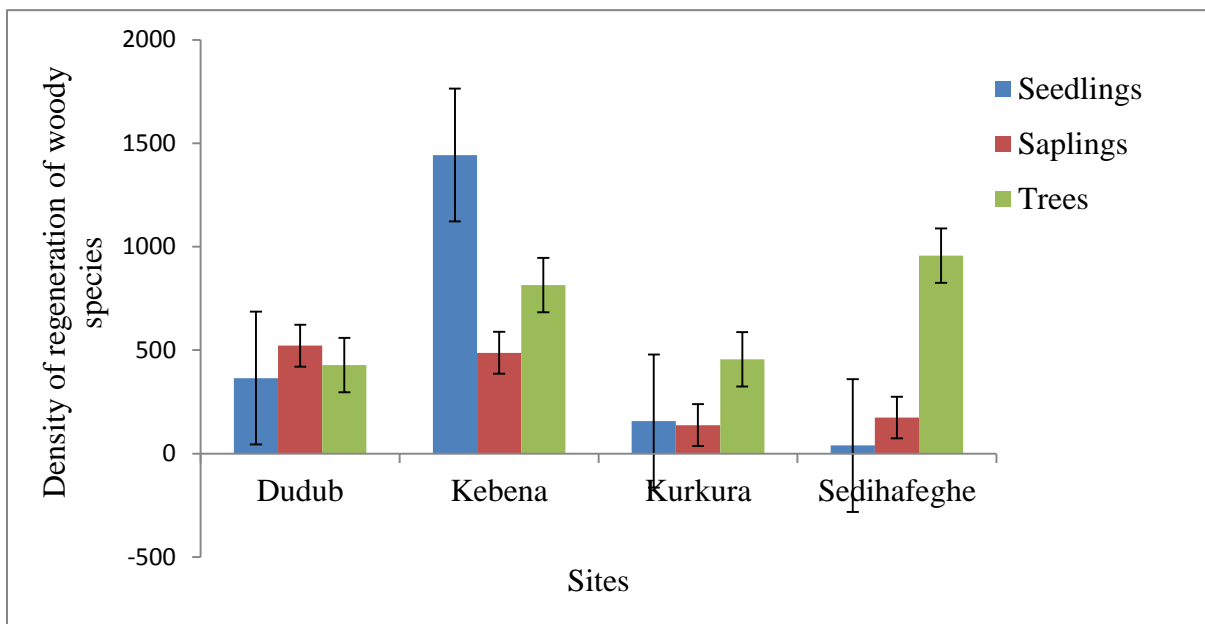 Density of regeneration of woody
species
2000
1500
1000
500
0
-500
Dudub
Kebena
Kurkura
Sedihafeghe
Sites
Seedlings
Saplings
Trees